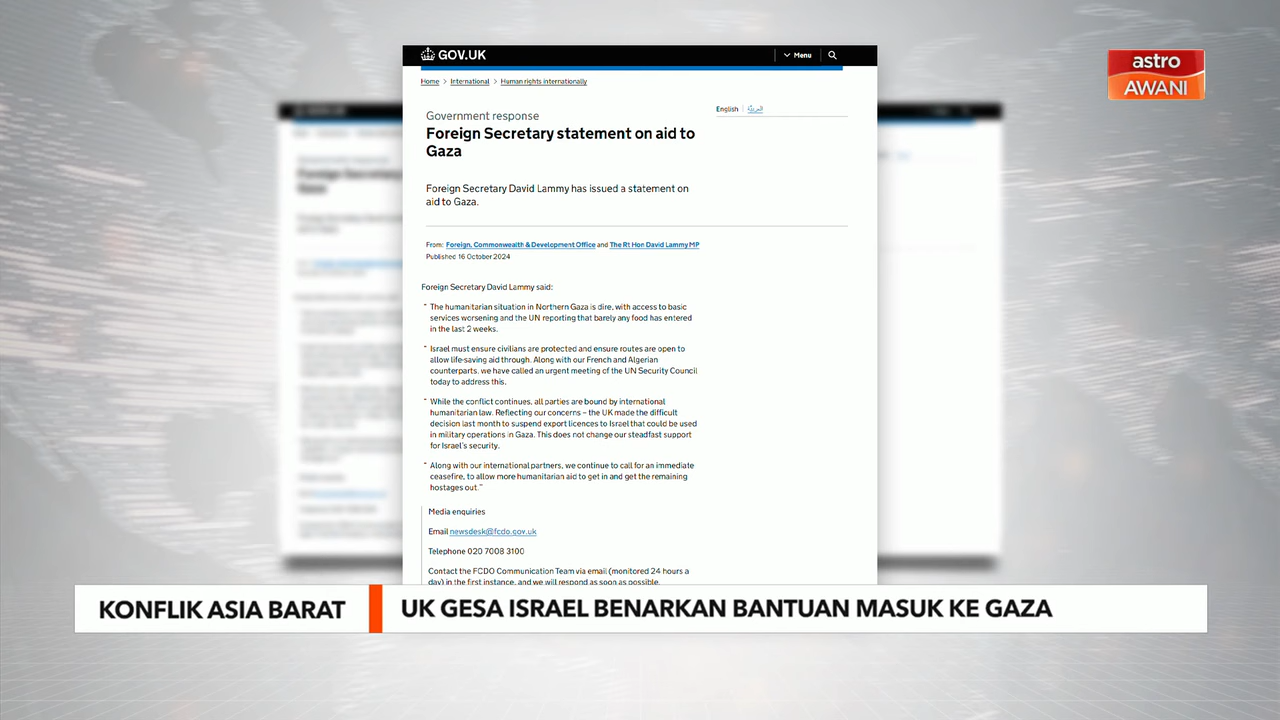 GOV.UK
Menu
astro
AWANI
Home > International > Human rights internationally
English
العربيّة
Government response
Foreign Secretary statement on aid to
Gaza
Foreign Secretary David Lammy has issued a statement on
aid to Gaza.
From: Foreign, Commonwealth & Development Office and The Rt Hon David Lammy MP
Published 16 October 2024
Foreign Secretary David Lammy said:
" The humanitarian situation in Northern Gaza is dire, with access to basic
services worsening and the UN reporting that barely any food has entered
in the last 2 weeks.
" Israel must ensure civilians are protected and ensure routes are open to
allow life-saving aid through. Along with our French and Algerian
counterparts, we have called an urgent meeting of the UN Security Council
today to address this.
" While the conflict continues, all parties are bound by international
humanitarian law. Reflecting our concerns – the UK made the difficult
decision last month to suspend export licences to Israel that could be used
in military operations in Gaza. This does not change our steadfast support
for Israel's security.
" Along with our international partners, we continue to call for an immediate
ceasefire, to allow more humanitarian aid to get in and get the remaining
hostages out."
Media enquiries
Email newsdesk@fcdo.gov.uk
Telephone 020 7008 3100
Contact the FCDO Communication Team via email (monitored 24 hours a
day) in the first instance, and we will respond as soon as possible.
KONFLIK ASIA BARAT
UK GESA ISRAEL BENARKAN BANTUAN MASUK KE GAZA